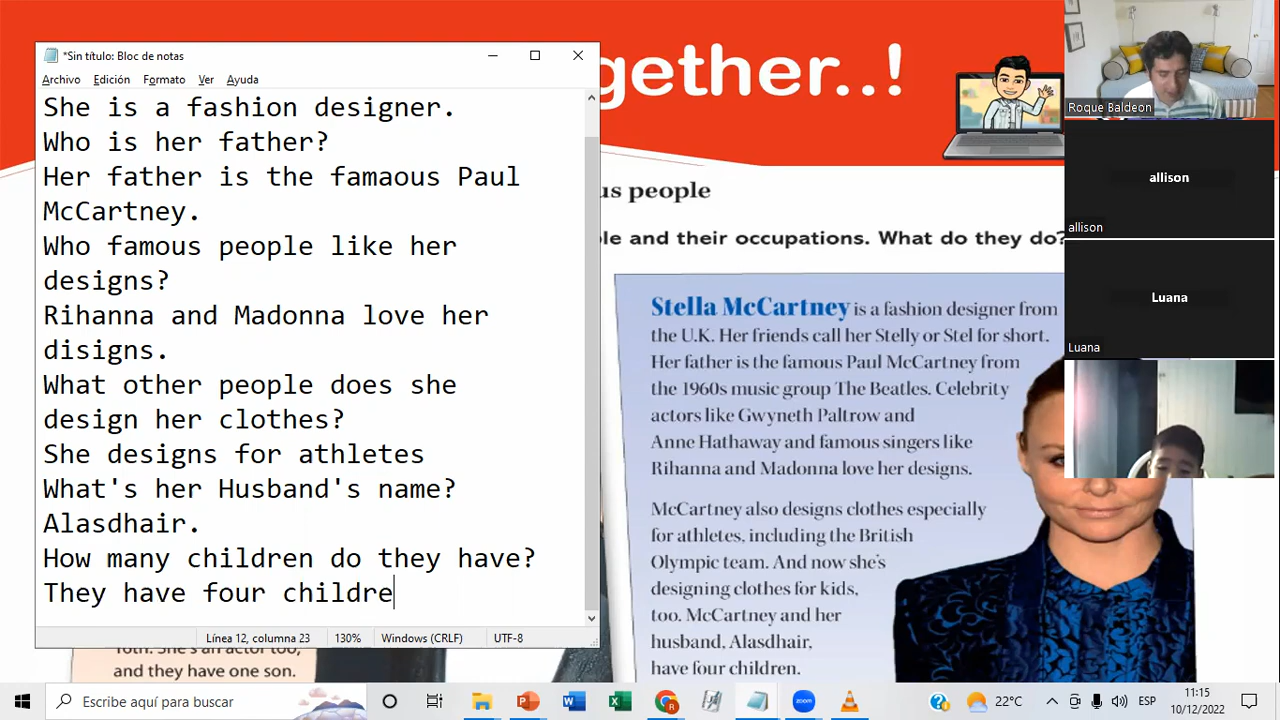 gether..!
*Sin título: Bloc de notas
Archivo Edición Formato Ver Ayuda
She is a fashion designer.
Who is her father?
Her father is the famaous Paul
McCartney.
Who famous people like her
designs?
Rihanna and Madonna love her
disigns.
What other people does she
design her clothes?
She designs for athletes
What's her Husband's name?
Alasdhair.
How many children do they have?
They have four childre
Línea 12, columna 23 130% Windows (CRLF) UTF-8
us people
le and their occupations. What do they do?
Stella McCartney is a fashion designer from
the U.K. Her friends call her Stelly or Stel for short.
Her father is the famous Paul McCartney from
the 1960s music group The Beatles. Celebrity
actors like Gwyneth Paltrow and
Anne Hathaway and famous singers like
Rihanna and Madonna love her designs.
McCartney also designs clothes especially
for athletes, including the British
Olympic team. And now she's
designing clothes for kids,
too. McCartney and her
husband, Alasdhair,
have four children.
Roth. She's an actor too,
and they have one son.
Roque Baldeon
allison
allison
Luana
Luana
Escribe aquí para buscar
zoom
22°C
ESP
11:15
10/12/2022